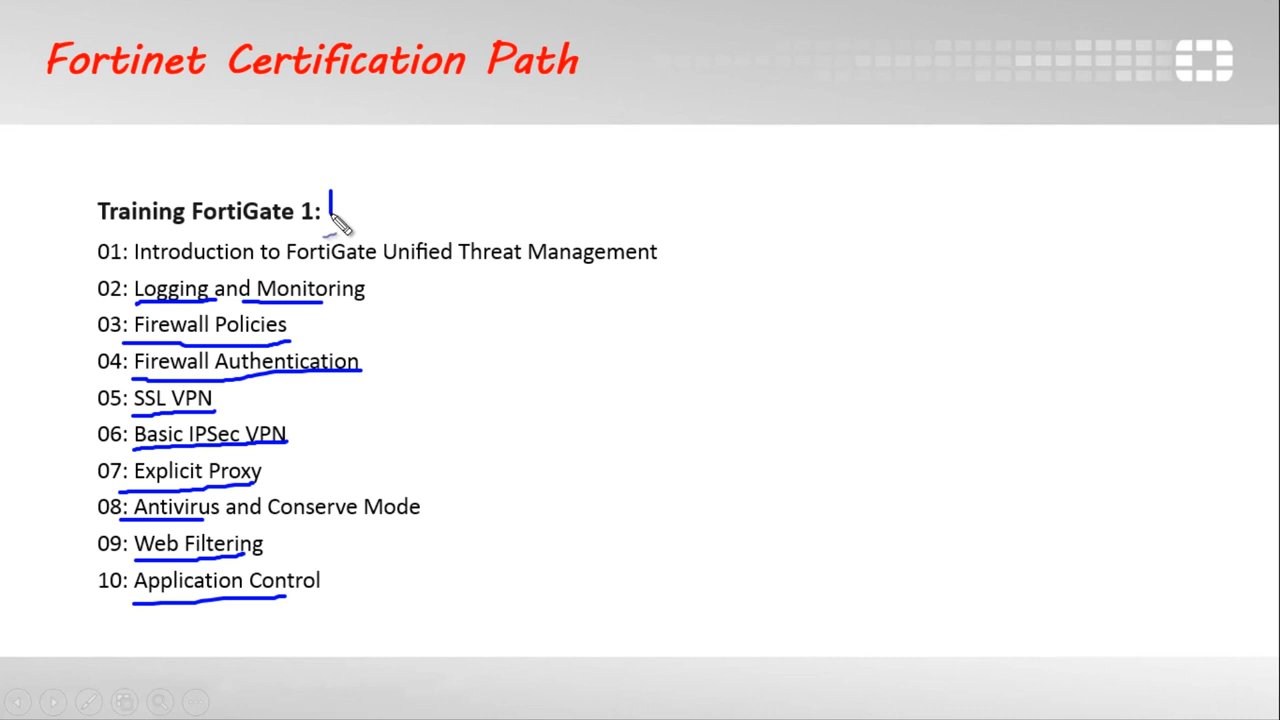 Fortinet Certification Path
Training FortiGate 1:
01: Introduction to FortiGate Unified Threat Management
02: Logging and Monitoring
03: Firewall Policies
04: Firewall Authentication
05: SSL VPN
06: Basic IPSec VPN
07: Explicit Proxy
08: Antivirus and Conserve Mode
09: Web Filtering
10: Application Control